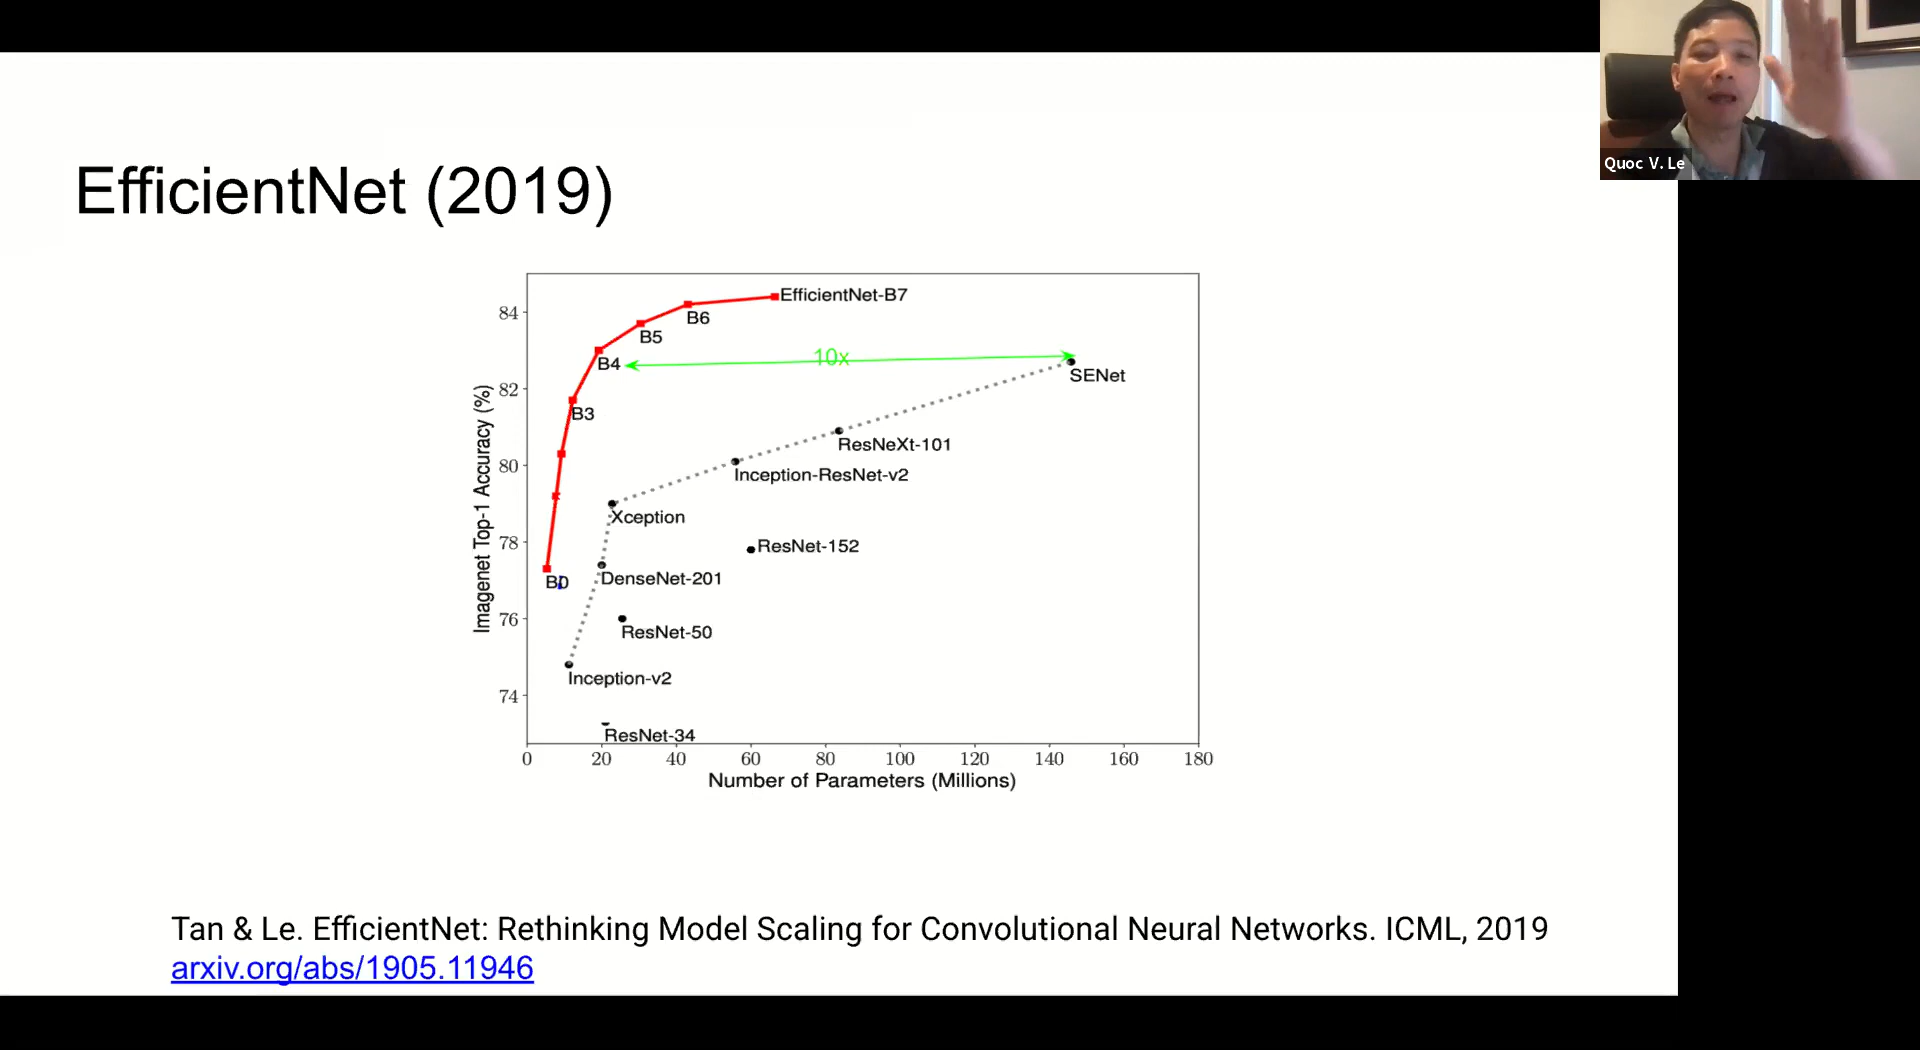 Quoc V. Le
EfficientNet (2019)
EfficientNet-B7
84
B6
B5
10x
B4
SENet
82
B3
ResNeXt-101
80
Inception-ResNet-v2
Xception
78
ResNet-152
B0
DenseNet-201
76
ResNet-50
Inception-v2
74
ResNet-34
0 20 40 60 80 100 120 140 160 180
Number of Parameters (Millions)
Imagenet Top-1 Accuracy (%)
Tan & Le. EfficientNet: Rethinking Model Scaling for Convolutional Neural Networks. ICML, 2019
arxiv.org/abs/1905.11946